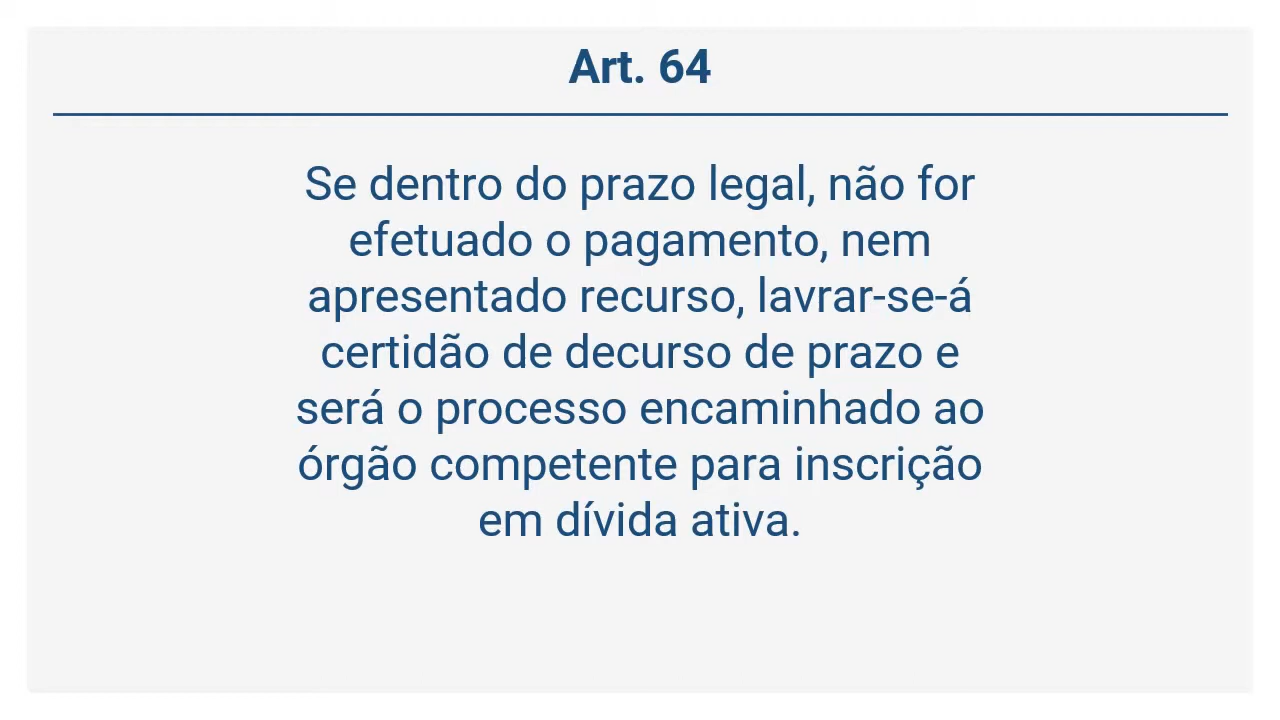 Art. 64
Se dentro do prazo legal, não for
efetuado o pagamento, nem
apresentado recurso, lavrar-se-á
certidão de decurso de prazo e
será o processo encaminhado ao
órgão competente para inscrição
em dívida ativa.